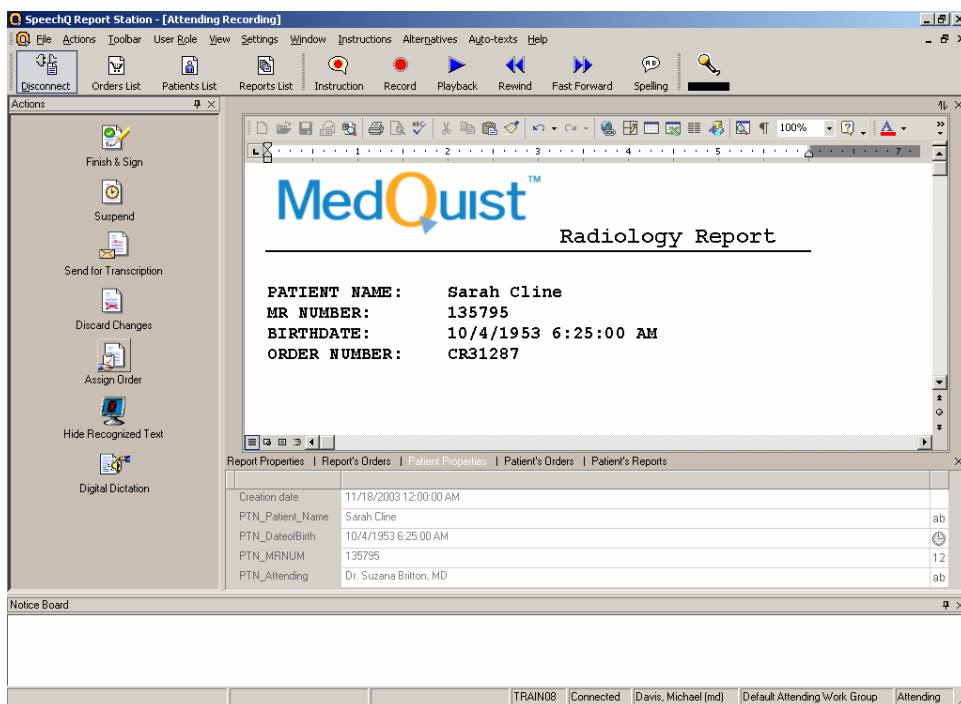 SpeechQ Report Station - [Attending Recording]
File Actions Toolbar User Role View Settings Window Instructions Alternatives Auto-texts Help
Disconnect Orders List Patients List Reports List Instruction Record Playback Rewind Fast Forward Spelling
Actions
100%
1 2 3 4 5 7
Finish & Sign
Suspend
Send for Transcription
Discard Changes
Assign Order
Hide Recognized Text
Digital Dictation
MedQuist™
Radiology Report
PATIENT NAME: Sarah Cline
MR NUMBER: 135795
BIRTHDATE: 10/4/1953 6:25:00 AM
ORDER NUMBER: CR31287
Report Properties | Report's Orders | Patient Properties | Patient's Orders | Patient's Reports
Creation date 11/18/2003 12:00:00 AM
PTN_Patient_Name Sarah Cline ab
PTN_DateofBirth 10/4/1953 6:25:00 AM
PTN_MRNUM 135795 12
PTN_Attending Dr. Suzana Britton, MD ab
Notice Board
TRAIN08 Connected Davis, Michael (md) Default Attending Work Group Attending